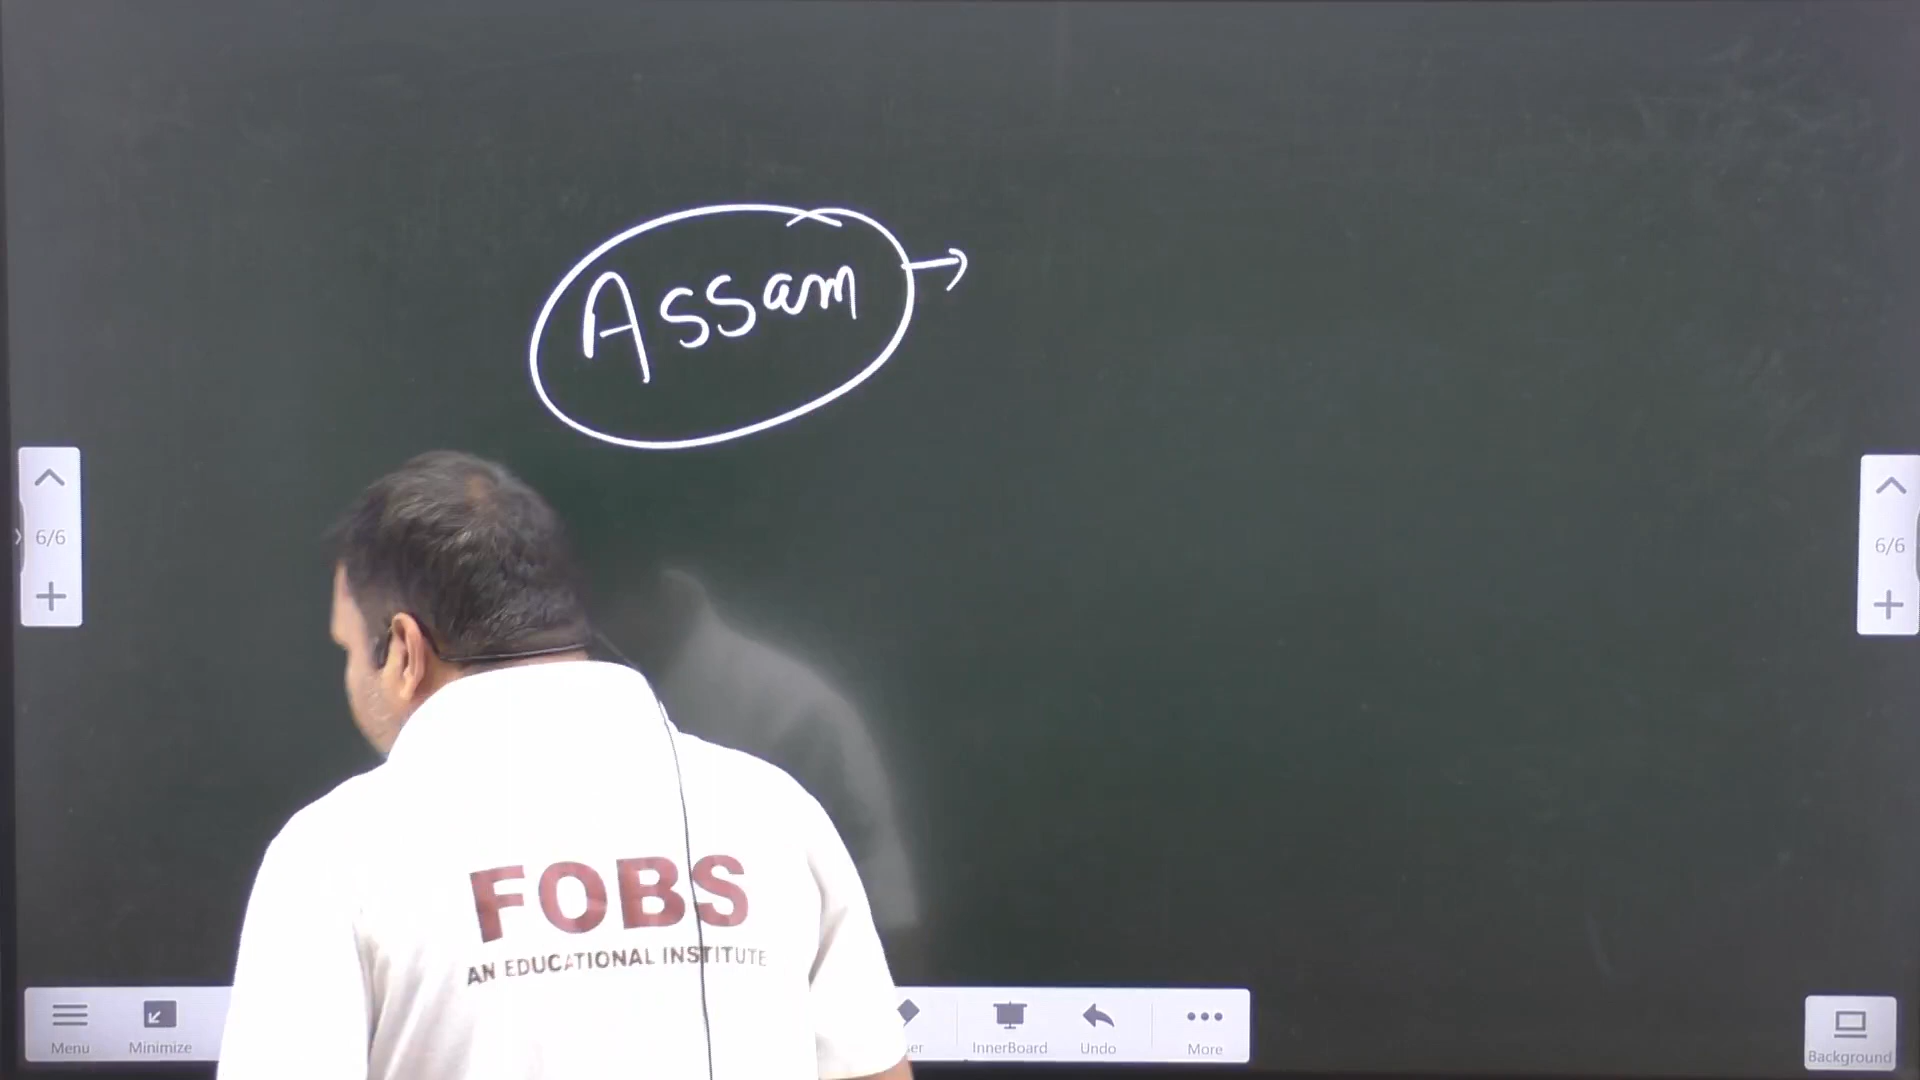 Assam
6/6
6/6
FOBS
AN EDUCATIONAL INSTITUTE
Menu
Minimize
InnerBoard
Undo
More
Background